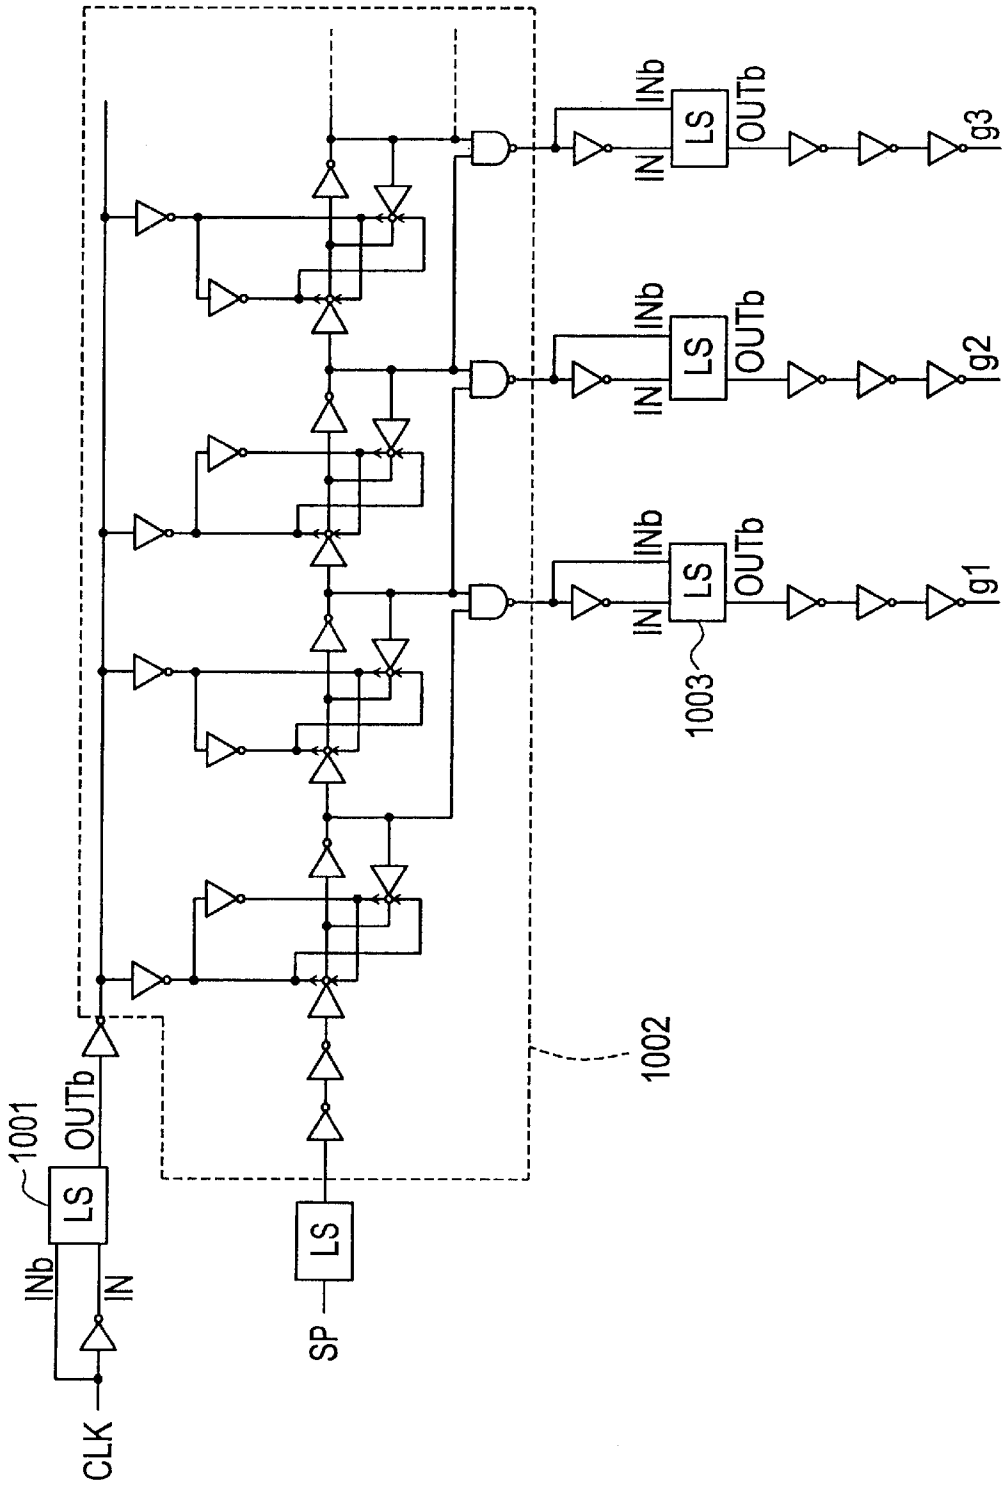 CLK
INb
IN
LS
1001
OUTb
SP
LS
1002
IN
INb
LS
1003
OUTb
g1
IN
INb
LS
OUTb
g2
IN
INb
LS
OUTb
g3